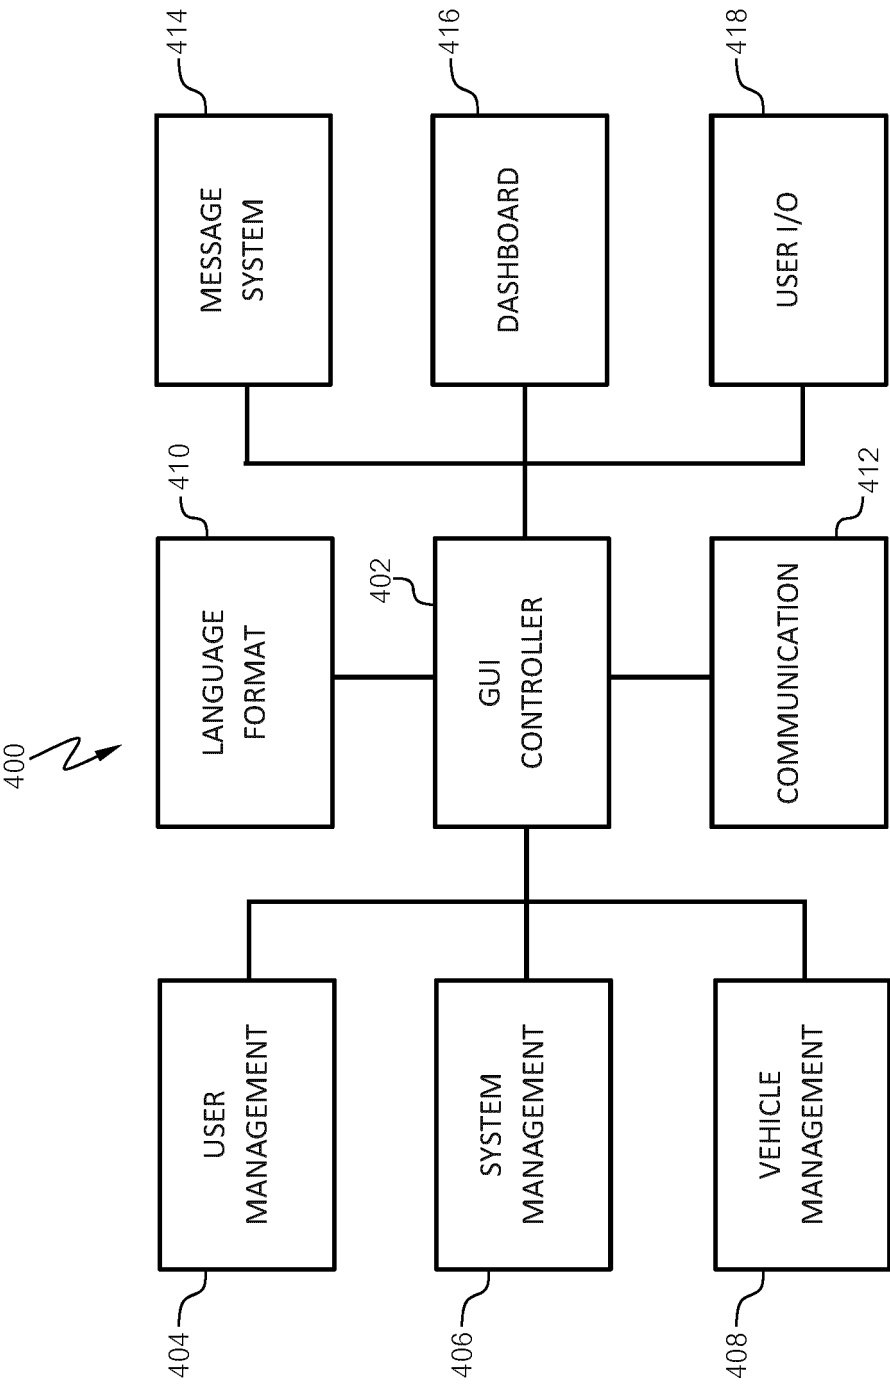 400
404
USER
MANAGEMENT
LANGUAGE
FORMAT
410
MESSAGE
SYSTEM
414
406
SYSTEM
MANAGEMENT
402
GUI
CONTROLLER
DASHBOARD
416
408
VEHICLE
MANAGEMENT
COMMUNICATION
412
USER I/O
418